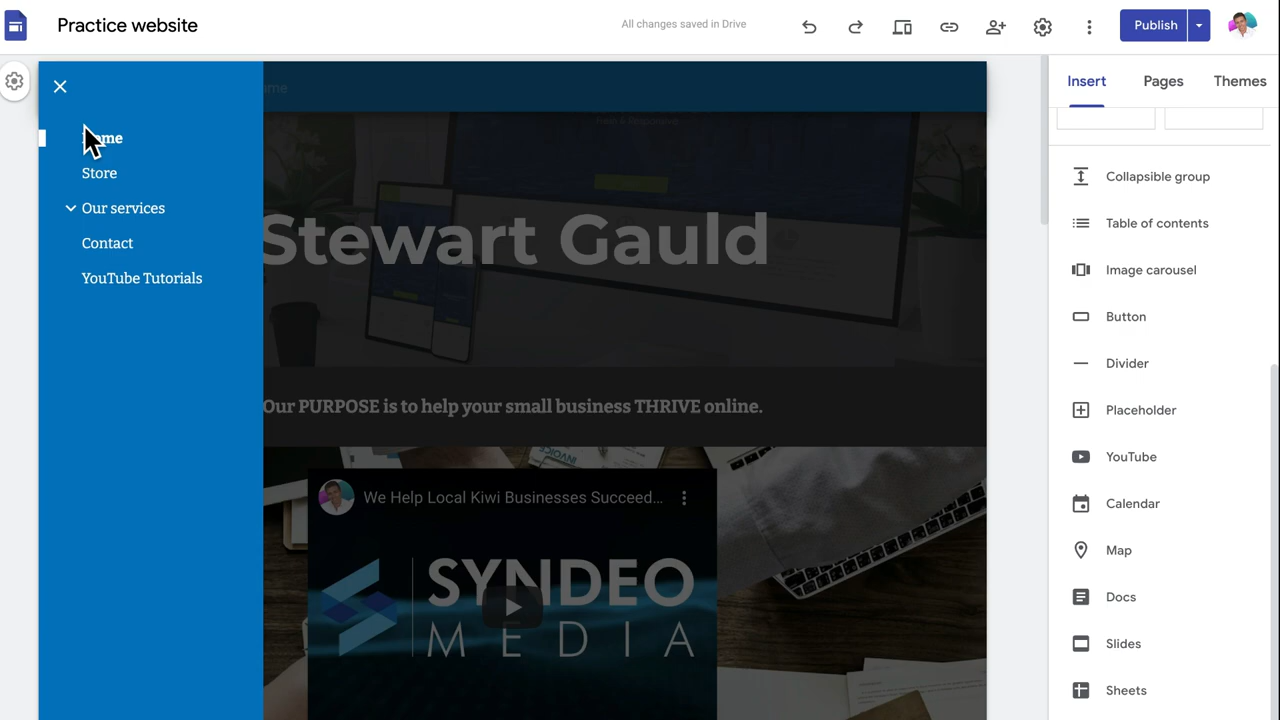 Practice website
All changes saved in Drive
Publish
Insert
Pages
Themes
Home
Store
Our services
Contact
YouTube Tutorials
Stewart Gauld
Our PURPOSE is to help your small business THRIVE online.
We Help Local Kiwi Businesses Succeed...
SYNDEO
MEDIA
Collapsible group
Table of contents
Image carousel
Button
Divider
Placeholder
YouTube
Calendar
Map
Docs
Slides
Sheets